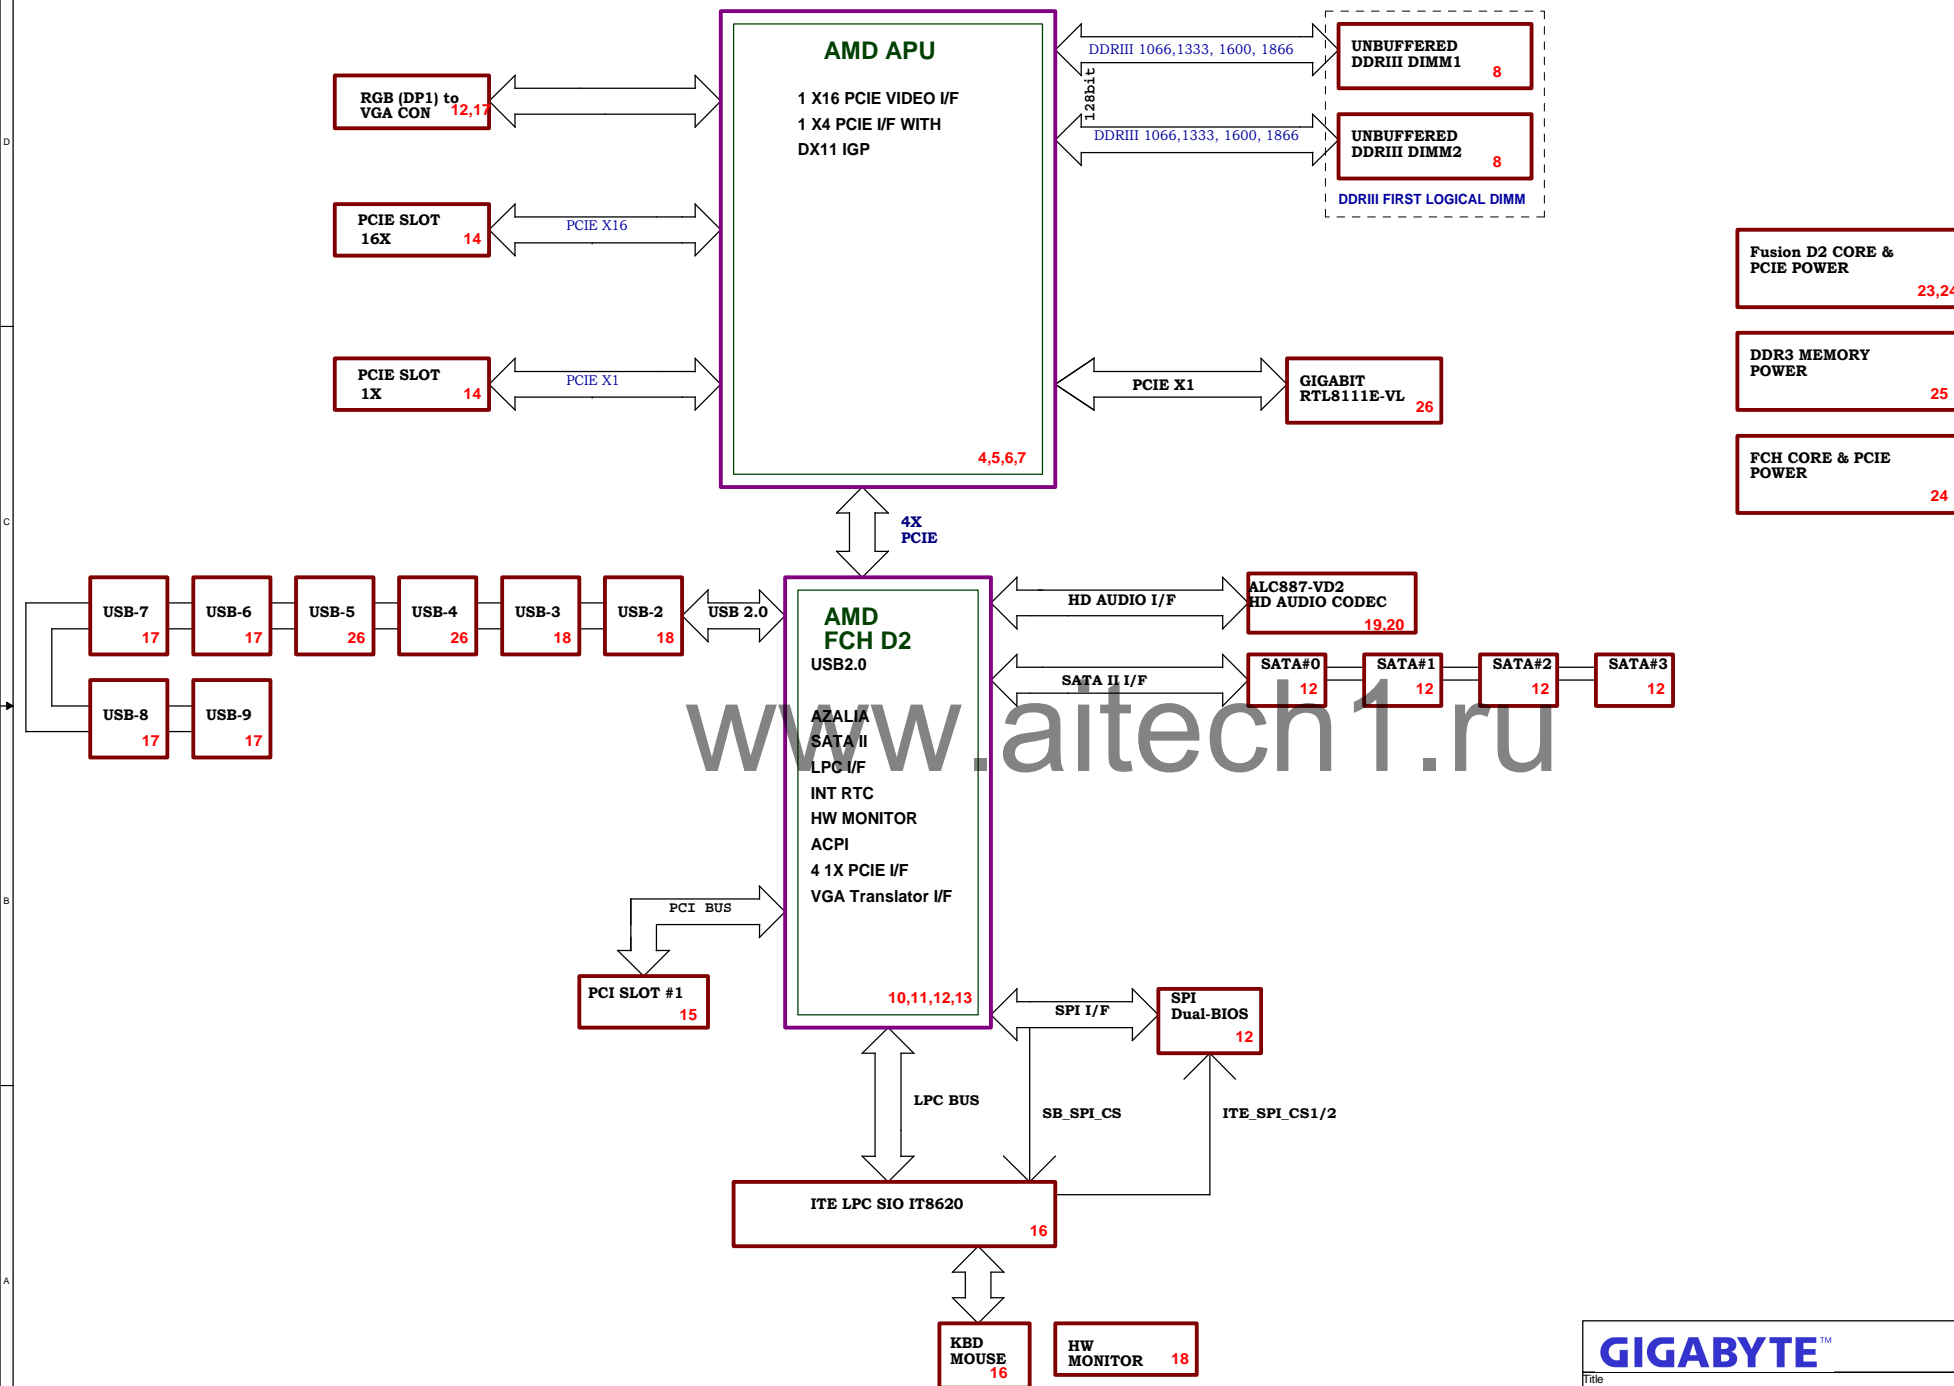 AMD APU
1 X16 PCIE VIDEO I/F
1 X4 PCIE I/F WITH
DX11 IGP
4,5,6,7
RGB (DP1) to
VGA CON
12,17
PCIE SLOT
16X
14
PCIE X16
PCIE SLOT
1X
14
PCIE X1
DDRIII 1066,1333, 1600, 1866
128bit
DDRIII 1066,1333, 1600, 1866
UNBUFFERED
DDRIII DIMM1
8
UNBUFFERED
DDRIII DIMM2
8
DDRIII FIRST LOGICAL DIMM
PCIE X1
GIGABIT
RTL8111E-VL
26
Fusion D2 CORE &
PCIE POWER
23,24
DDR3 MEMORY
POWER
25
FCH CORE & PCIE
POWER
24
4X
PCIE
USB-7
17
USB-6
17
USB-5
26
USB-4
26
USB-3
18
USB-2
18
USB 2.0
USB-8
17
USB-9
17
AMD
FCH D2
USB2.0
AZALIA
SATA II
LPC I/F
INT RTC
HW MONITOR
ACPI
4 1X PCIE I/F
VGA Translator I/F
10,11,12,13
HD AUDIO I/F
ALC887-VD2
HD AUDIO CODEC
19,20
SATA II I/F
SATA#0
12
SATA#1
12
SATA#2
12
SATA#3
12
www.aitech1.ru
PCI BUS
PCI SLOT #1
15
SPI I/F
SPI
Dual-BIOS
12
LPC BUS
SB_SPI_CS
ITE_SPI_CS1/2
ITE LPC SIO IT8620
16
KBD
MOUSE
16
HW
MONITOR
18
D
C
B
A
GIGABYTE™
Title